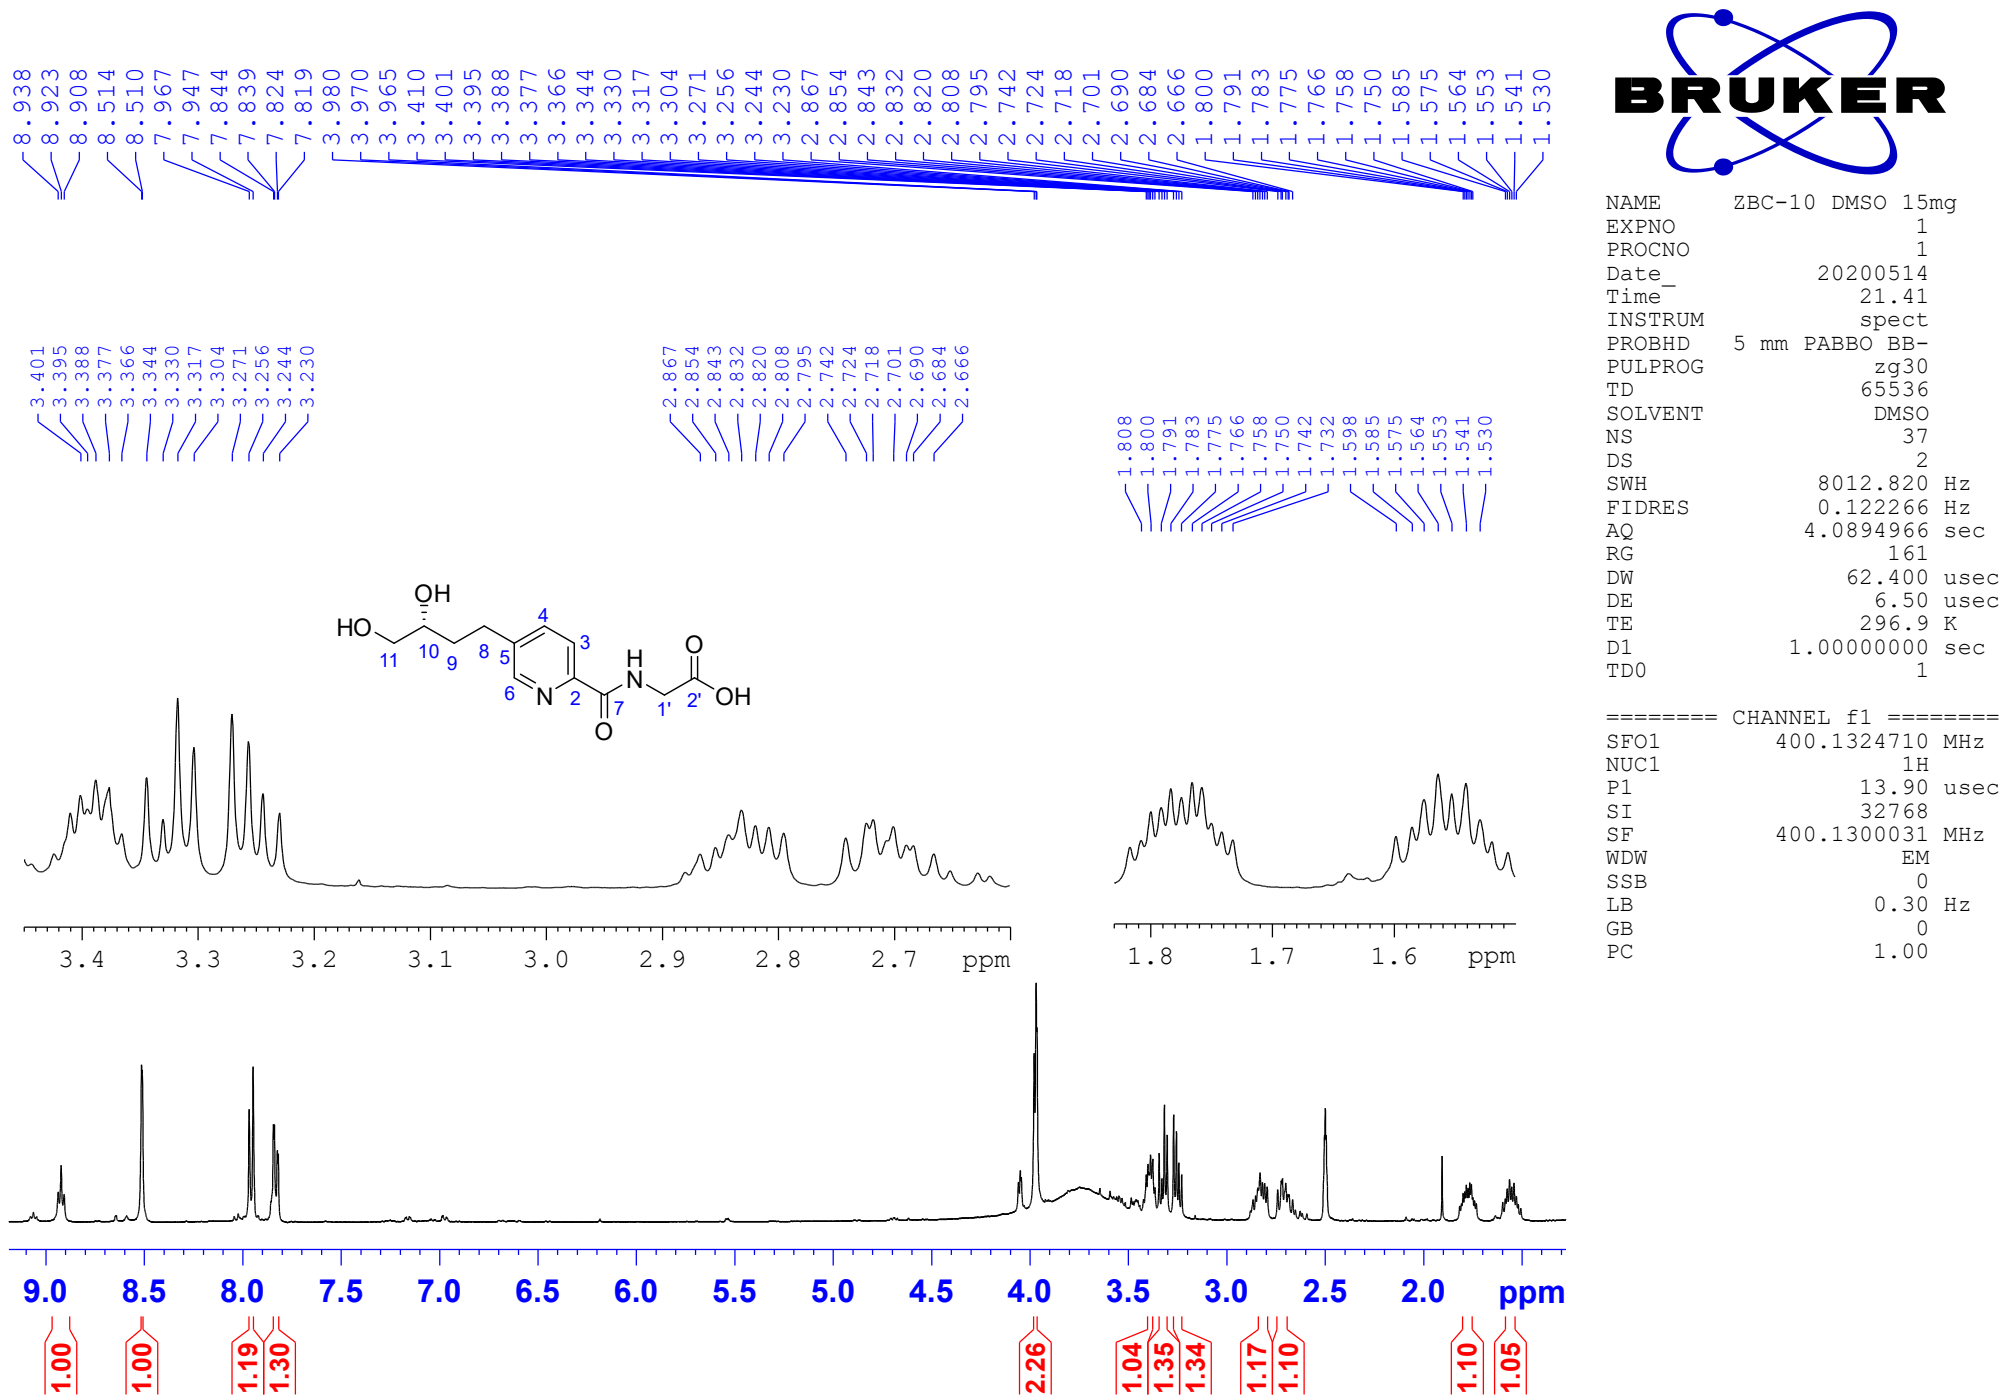 8.938 8.923 8.908 8.514 8.510 7.967 7.947 7.844 7.839 7.824 7.819 3.980 3.970 3.965 3.410 3.401 3.395 3.388 3.377 3.366 3.344 3.330 3.317 3.304 3.271 3.256 3.244 3.230 2.867 2.854 2.843 2.832 2.820 2.808 2.795 2.742 2.724 2.718 2.701 2.690 2.684 2.666 1.800 1.791 1.783 1.775 1.766 1.758 1.750 1.585 1.575 1.564 1.553 1.541 1.530
BRUKER
NAME ZBC-10 DMSO 15mg
EXPNO 1
PROCNO 1
Date_ 20200514
Time 21.41
INSTRUM spect
PROBHD 5 mm PABBO BB-
PULPROG zg30
TD 65536
SOLVENT DMSO
NS 37
DS 2
SWH 8012.820 Hz
FIDRES 0.122266 Hz
AQ 4.0894966 sec
RG 161
DW 62.400 usec
DE 6.50 usec
TE 296.9 K
D1 1.00000000 sec
TD0 1
======== CHANNEL f1 ========
SFO1 400.1324710 MHz
NUC1 1H
P1 13.90 usec
SI 32768
SF 400.1300031 MHz
WDW EM
SSB 0
LB 0.30 Hz
GB 0
PC 1.00
3.401 3.395 3.388 3.377 3.366 3.344 3.330 3.317 3.304 3.271 3.256 3.244 3.230
2.867 2.854 2.843 2.832 2.820 2.808 2.795 2.742 2.724 2.718 2.701 2.690 2.684 2.666
1.808 1.800 1.791 1.783 1.775 1.766 1.758 1.750 1.742 1.732 1.598 1.585 1.575 1.564 1.553 1.541 1.530
OH
HO
4
11 10 9 8 5 3
H
N
O
6 N 2 7 1' 2' OH
O
3.4 3.3 3.2 3.1 3.0 2.9 2.8 2.7 ppm
1.8 1.7 1.6 ppm
9.0 8.5 8.0 7.5 7.0 6.5 6.0 5.5 5.0 4.5 4.0 3.5 3.0 2.5 2.0 ppm
1.00 1.00 1.19 1.30 2.26 1.04 1.35 1.34 1.17 1.10 1.10 1.05